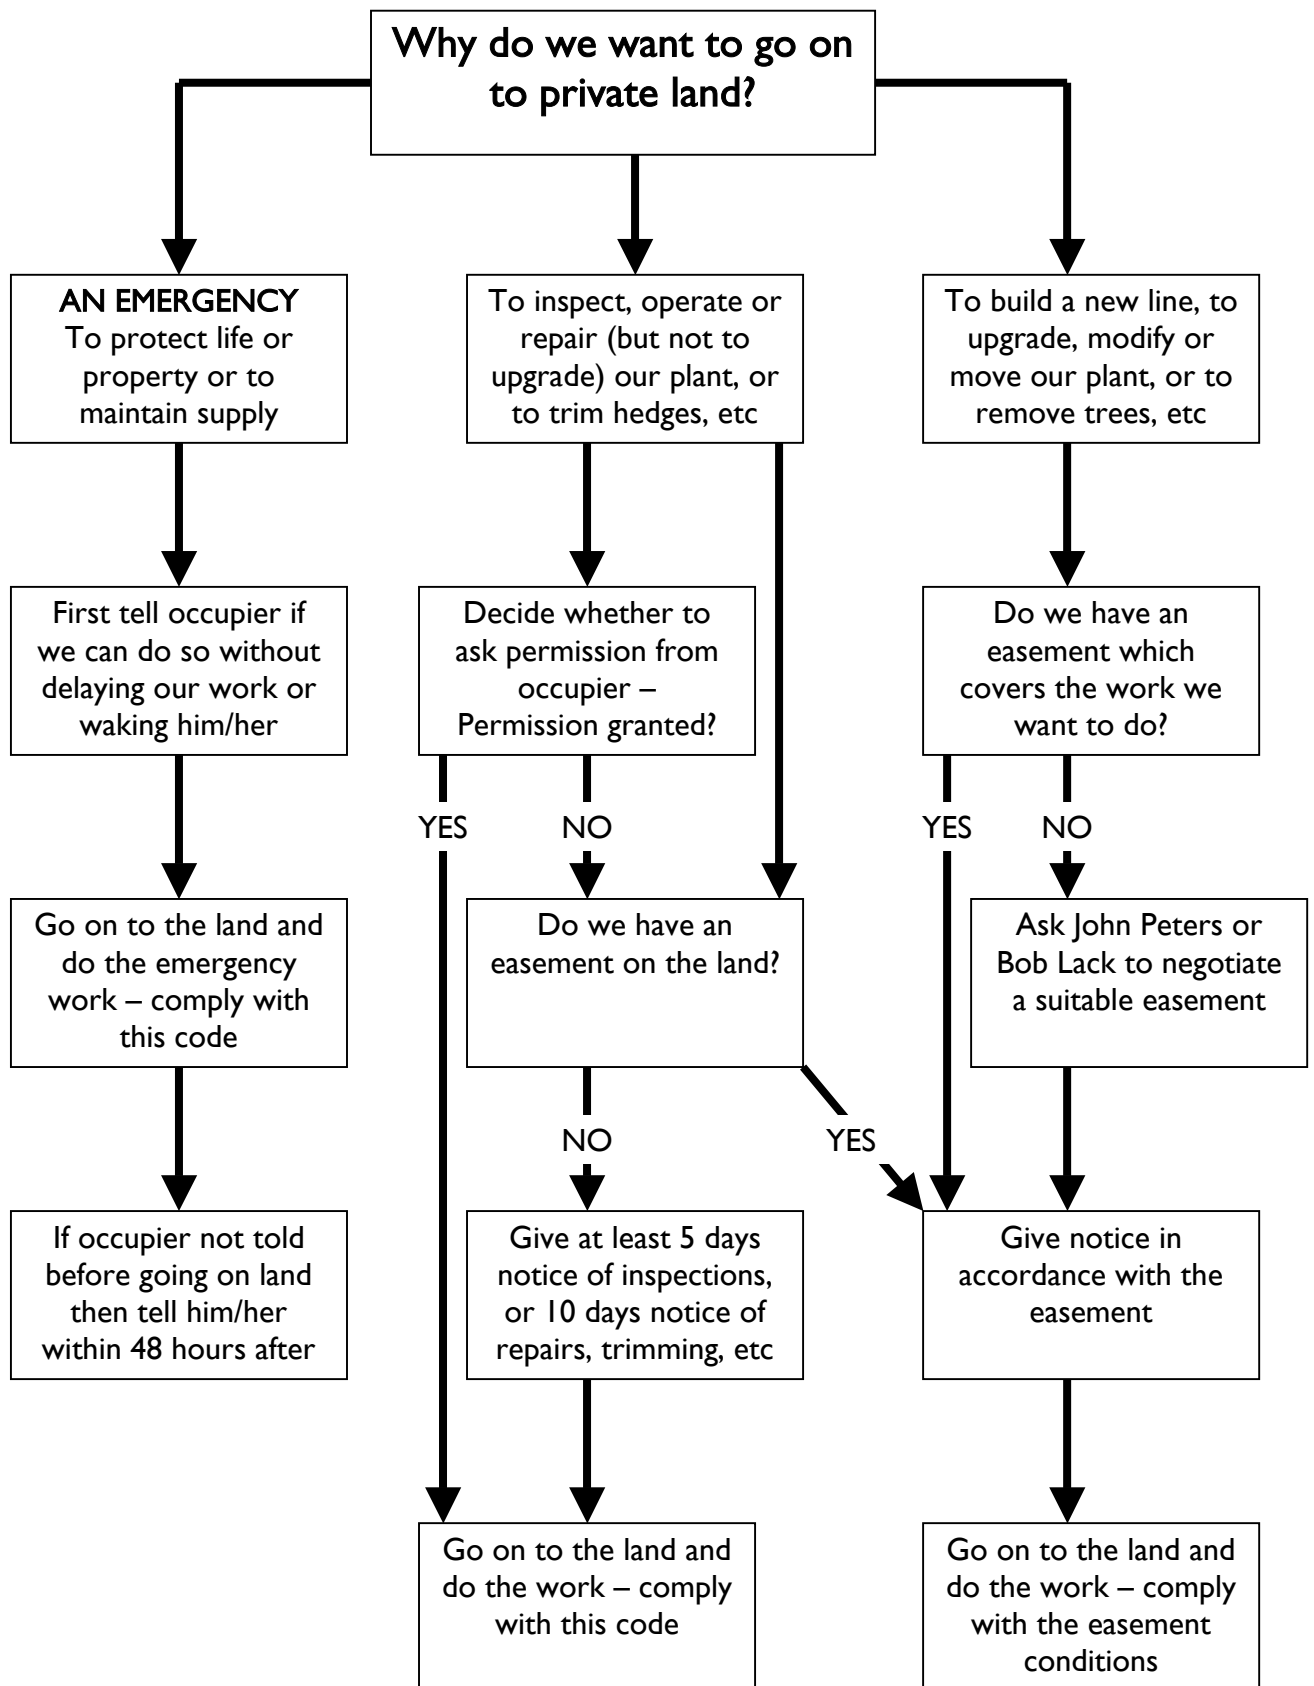 Why do we want to go on
to private land?
AN EMERGENCY
To protect life or
property or to
maintain supply
To inspect, operate or
repair (but not to
upgrade) our plant, or
to trim hedges, etc
To build a new line, to
upgrade, modify or
move our plant, or to
remove trees, etc
First tell occupier if
we can do so without
delaying our work or
waking him/her
Decide whether to
ask permission from
occupier –
Permission granted?
Do we have an
easement which
covers the work we
want to do?
YES
NO
YES
NO
Go on to the land and
do the emergency
work – comply with
this code
Do we have an
easement on the land?
Ask John Peters or
Bob Lack to negotiate
a suitable easement
NO
YES
If occupier not told
before going on land
then tell him/her
within 48 hours after
Give at least 5 days
notice of inspections,
or 10 days notice of
repairs, trimming, etc
Give notice in
accordance with the
easement
Go on to the land and
do the work – comply
with this code
Go on to the land and
do the work – comply
with the easement
conditions